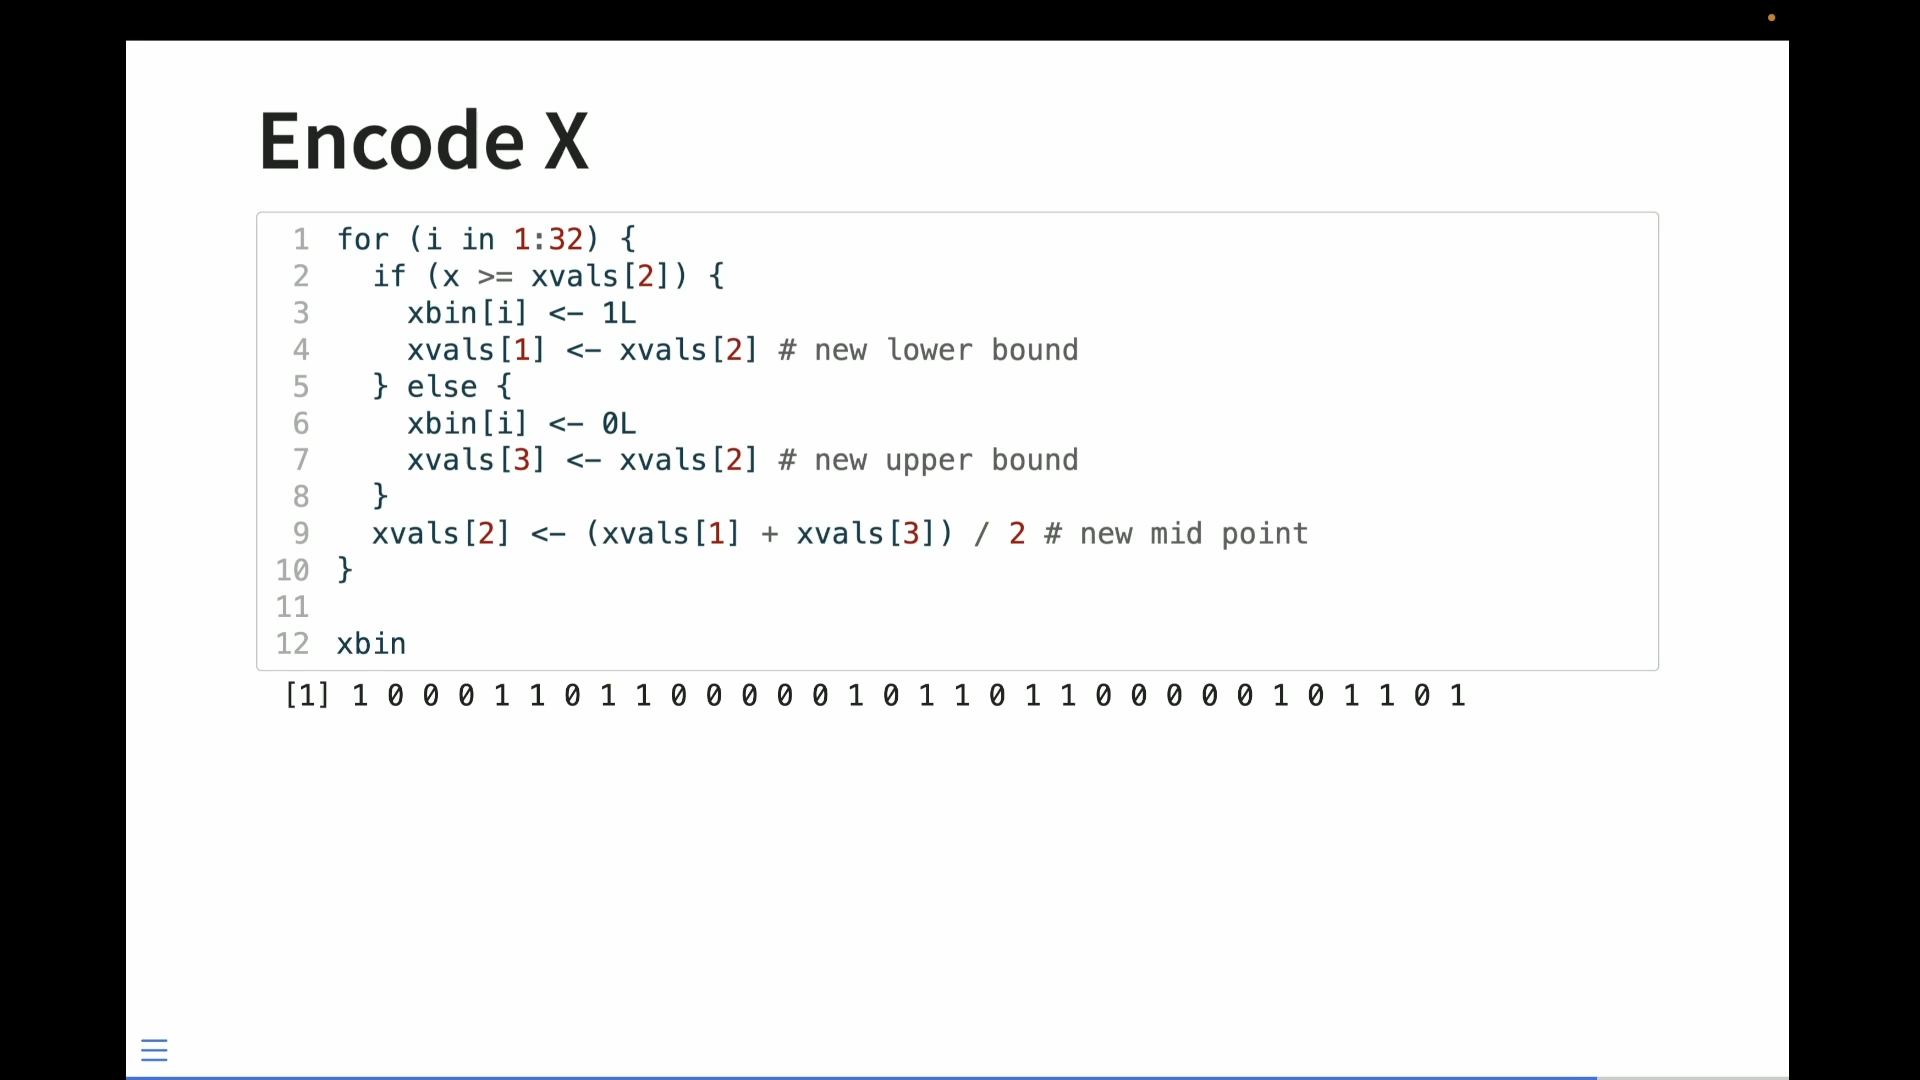 Encode X
1 for (i in 1:32) {
2   if (x >= xvals[2]) {
3     xbin[i] <- 1L
4     xvals[1] <- xvals[2] # new lower bound
5   } else {
6     xbin[i] <- 0L
7     xvals[3] <- xvals[2] # new upper bound
8   }
9   xvals[2] <- (xvals[1] + xvals[3]) / 2 # new mid point
10 }
11
12 xbin
[1] 1 0 0 0 1 1 0 1 1 0 0 0 0 0 1 0 1 1 0 1 1 0 0 0 0 0 1 0 1 1 0 1